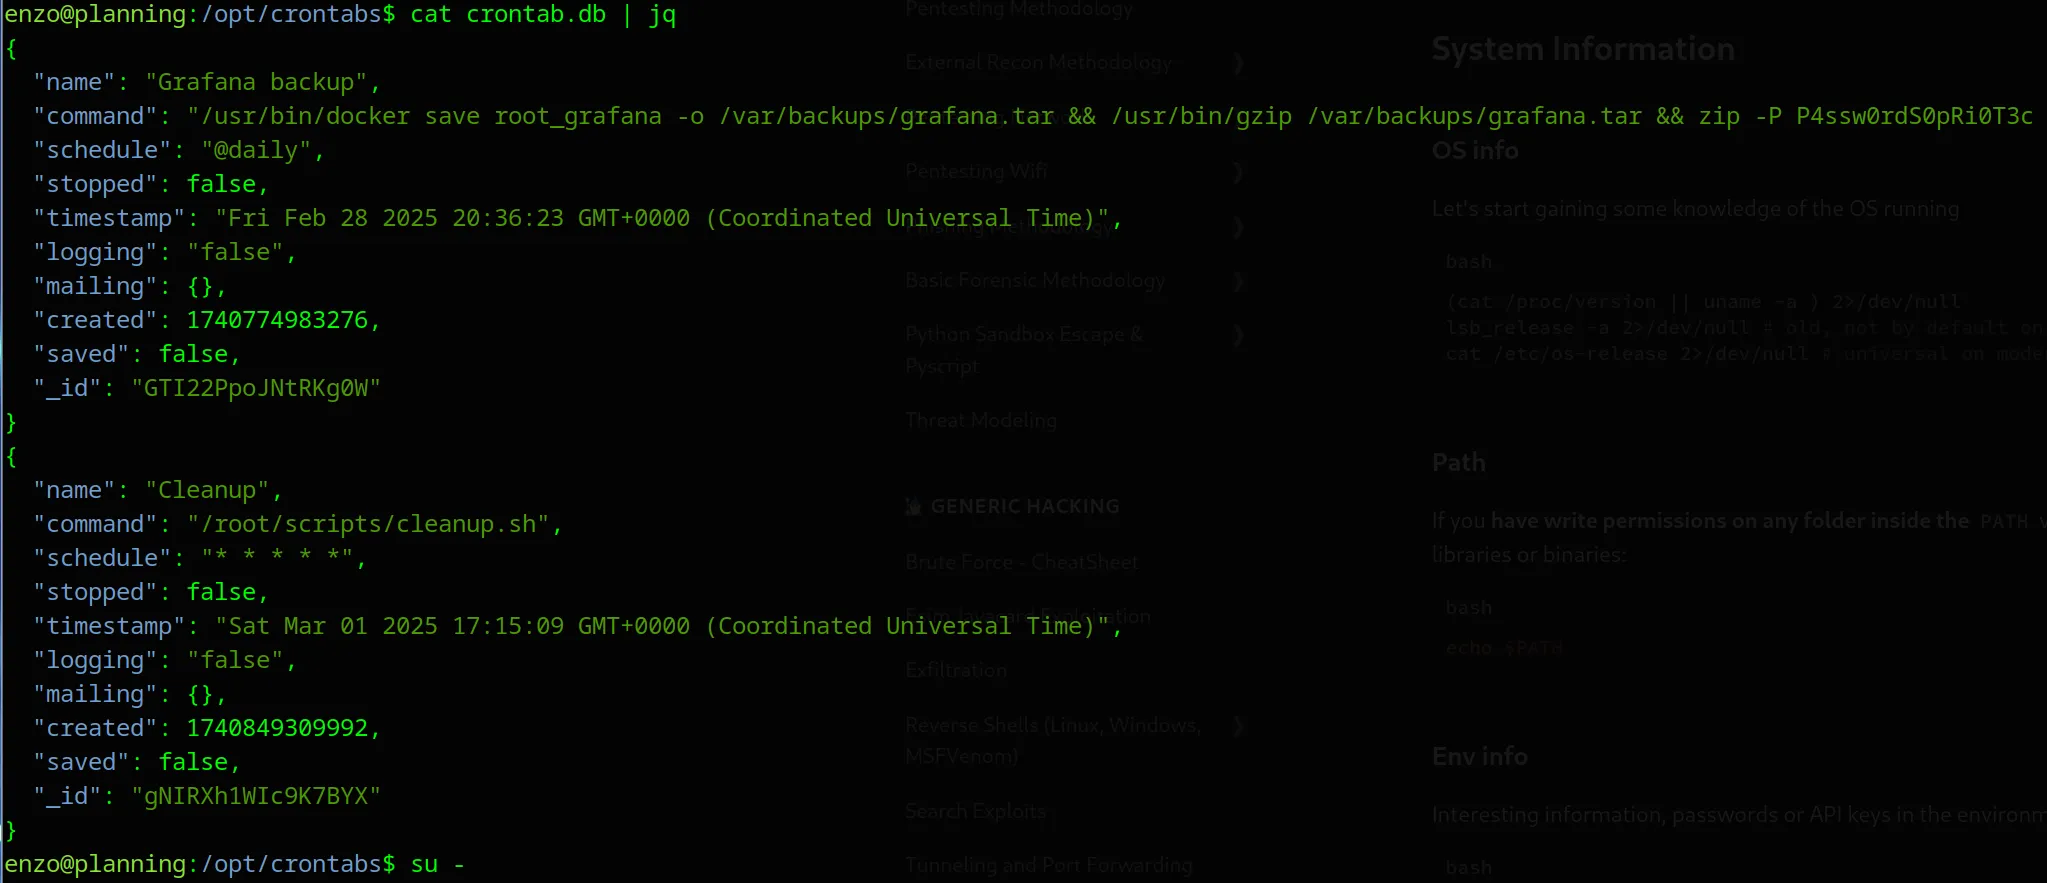 enzo@planning:/opt/crontabs$ cat crontab.db | jq
{
  "name": "Grafana backup",
  "command": "/usr/bin/docker save root_grafana -o /var/backups/grafana.tar && /usr/bin/gzip /var/backups/grafana.tar && zip -P P4ssw0rdS0pRi0T3c
  "schedule": "@daily",
  "stopped": false,
  "timestamp": "Fri Feb 28 2025 20:36:23 GMT+0000 (Coordinated Universal Time)",
  "logging": "false",
  "mailing": {},
  "created": 1740774983276,
  "saved": false,
  "_id": "GTI22PpoJNtRKg0W"
}
{
  "name": "Cleanup",
  "command": "/root/scripts/cleanup.sh",
  "schedule": "* * * * *",
  "stopped": false,
  "timestamp": "Sat Mar 01 2025 17:15:09 GMT+0000 (Coordinated Universal Time)",
  "logging": "false",
  "mailing": {},
  "created": 1740849309992,
  "saved": false,
  "_id": "gNIRXh1WIc9K7BYX"
}
enzo@planning:/opt/crontabs$ su -
Pentesting Methodology
External Recon Methodology
Pentesting Wifi
Phishing Methodology
Basic Forensic Methodology
Python Sandbox Escape &
Pyscript
Threat Modeling
GENERIC HACKING
Brute Force - CheatSheet
Exfiltration
Reverse Shells (Linux, Windows,
MSFVenom)
Search Exploits
Tunneling and Port Forwarding
System Information
OS info
Let's start gaining some knowledge of the OS running
bash
(cat /proc/version || uname -a ) 2>/dev/null
lsb_release -a 2>/dev/null # old, not by default on
cat /etc/os-release 2>/dev/null # universal on mode
Path
If you have write permissions on any folder inside the PATH v
libraries or binaries:
bash
echo $PATH
Env info
Interesting information, passwords or API keys in the environm
bash